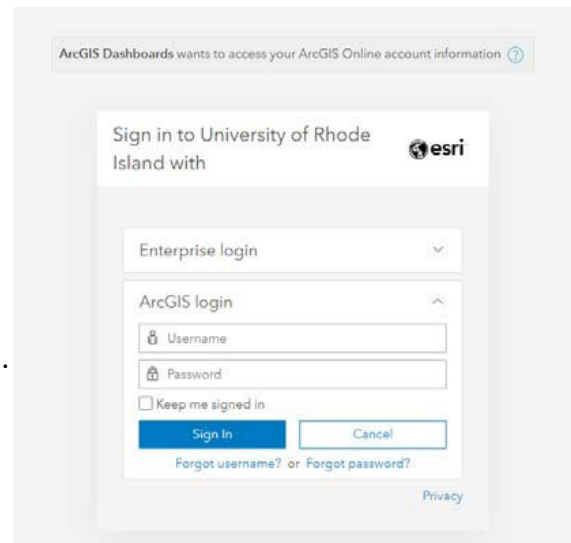 ArcGIS Dashboards wants to access your ArcGIS Online account information ?
Sign in to University of Rhode
Island with
esri
Enterprise login
ArcGIS login
Username
.
Password
Keep me signed in
Sign In Cancel
Forgot username? or Forgot password?
Privacy